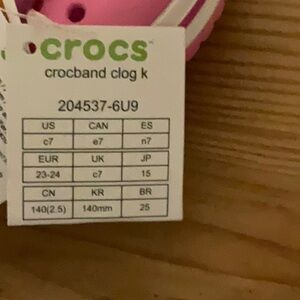 crocs™
crocband clog k
204537-6U9
US CAN ES
c7 e7 n7
EUR UK JP
23-24 c7 15
CN KR BR
140(2.5) 140mm 25